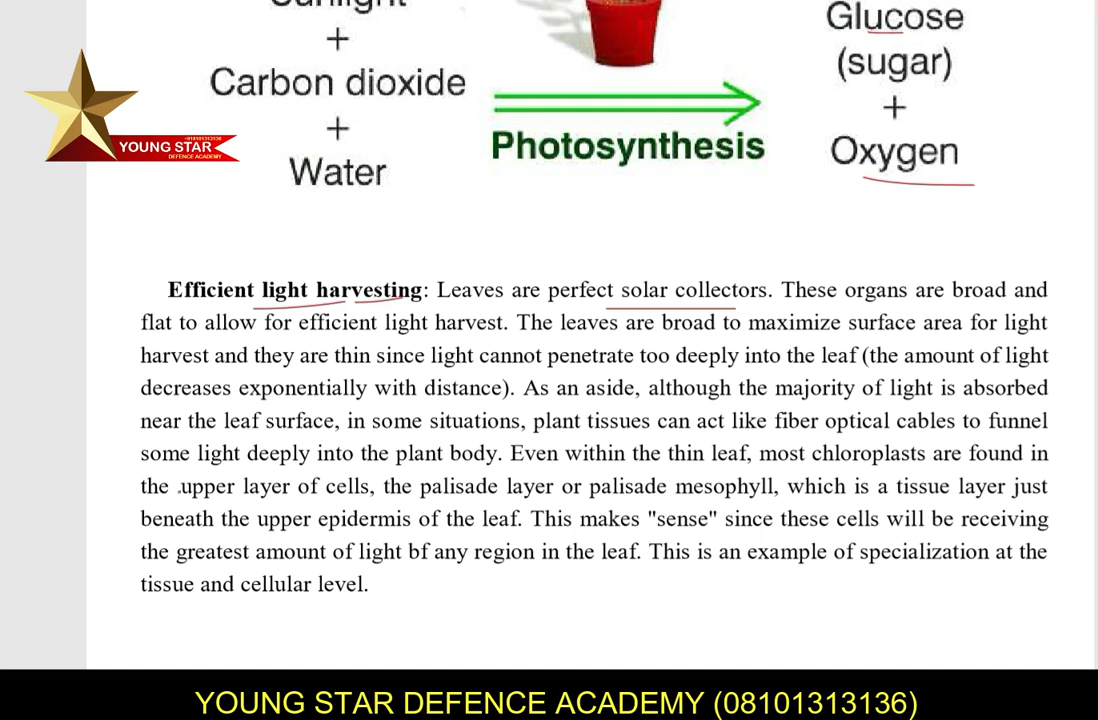 Sunlight
+
Carbon dioxide
+
Water
Photosynthesis
Glucose
(sugar)
+
Oxygen
+08101313136
YOUNG STAR
DEFENCE ACADEMY
Efficient light harvesting: Leaves are perfect solar collectors. These organs are broad and
flat to allow for efficient light harvest. The leaves are broad to maximize surface area for light
harvest and they are thin since light cannot penetrate too deeply into the leaf (the amount of light
decreases exponentially with distance). As an aside, although the majority of light is absorbed
near the leaf surface, in some situations, plant tissues can act like fiber optical cables to funnel
some light deeply into the plant body. Even within the thin leaf, most chloroplasts are found in
the .upper layer of cells, the palisade layer or palisade mesophyll, which is a tissue layer just
beneath the upper epidermis of the leaf. This makes "sense" since these cells will be receiving
the greatest amount of light bf any region in the leaf. This is an example of specialization at the
tissue and cellular level.
YOUNG STAR DEFENCE ACADEMY (08101313136)